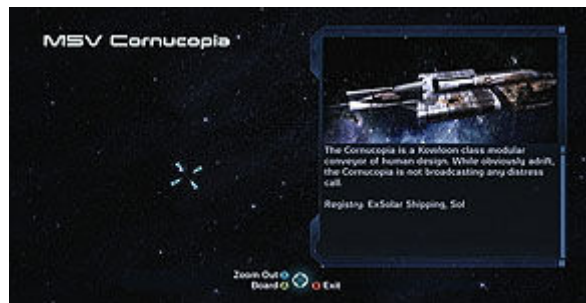 MSV Cornucopia
The Cornucopia is a Kowloon class modular
conveyor of human design. While obviously adrift,
the Cornucopia is not broadcasting any distress
call.
Registry: ExSolar Shipping, Sol
Zoom Out
Board
Exit